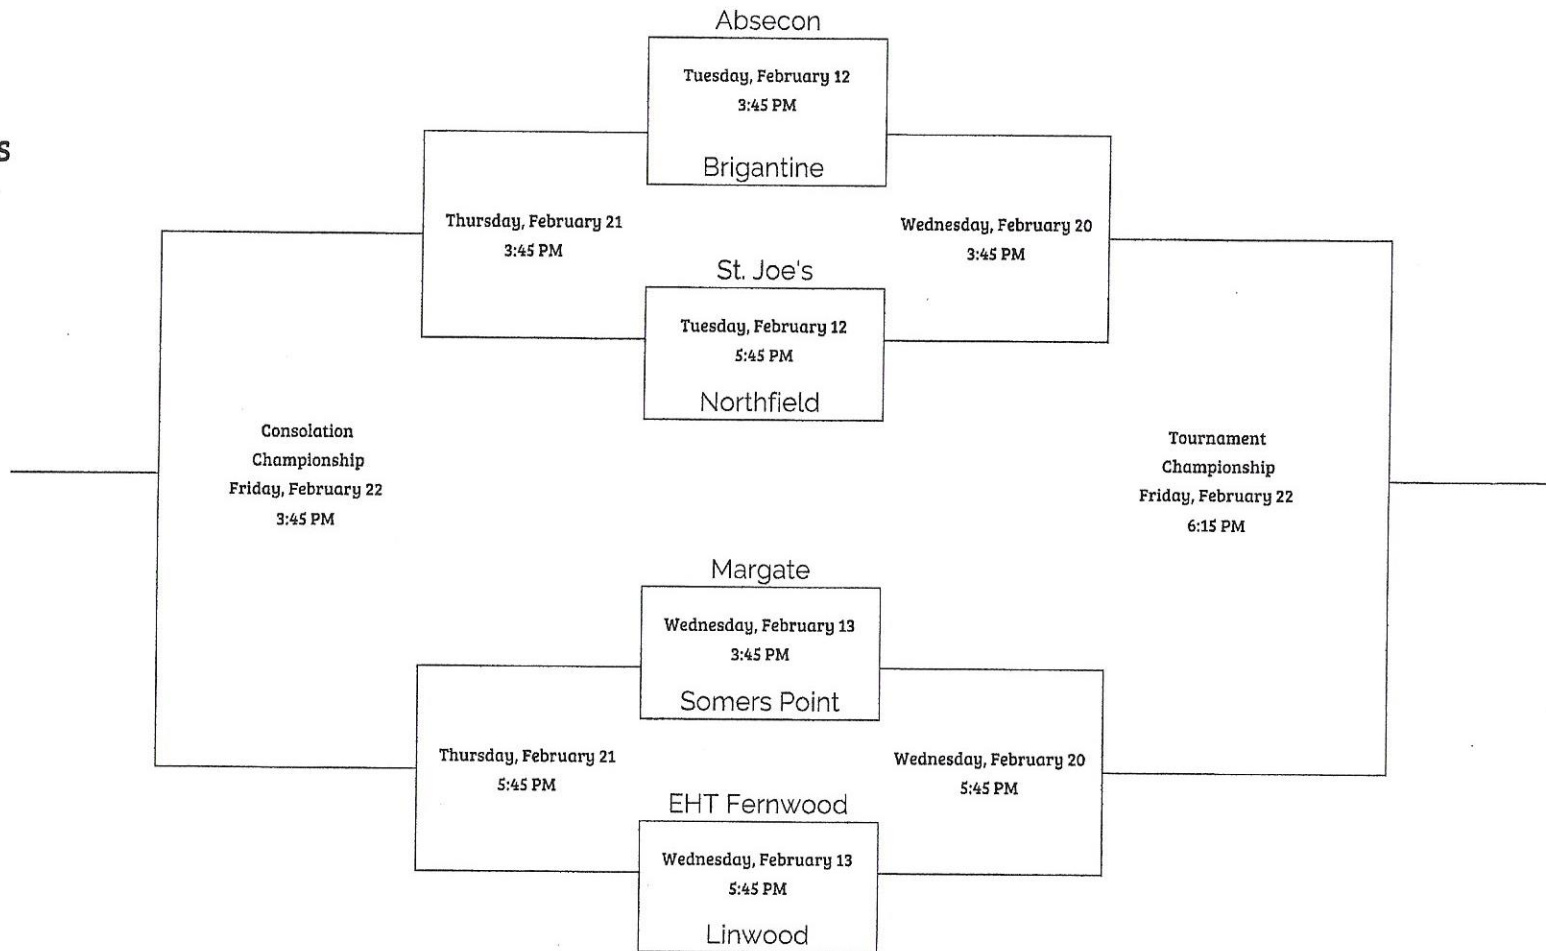 Absecon
Tuesday, February 12
3:45 PM
Brigantine
s
Thursday, February 21
3:45 PM
Wednesday, February 20
3:45 PM
St. Joe's
Tuesday, February 12
5:45 PM
Northfield
Consolation
Championship
Friday, February 22
3:45 PM
Tournament
Championship
Friday, February 22
6:15 PM
Margate
Wednesday, February 13
3:45 PM
Somers Point
Thursday, February 21
5:45 PM
Wednesday, February 20
5:45 PM
EHT Fernwood
Wednesday, February 13
5:45 PM
Linwood